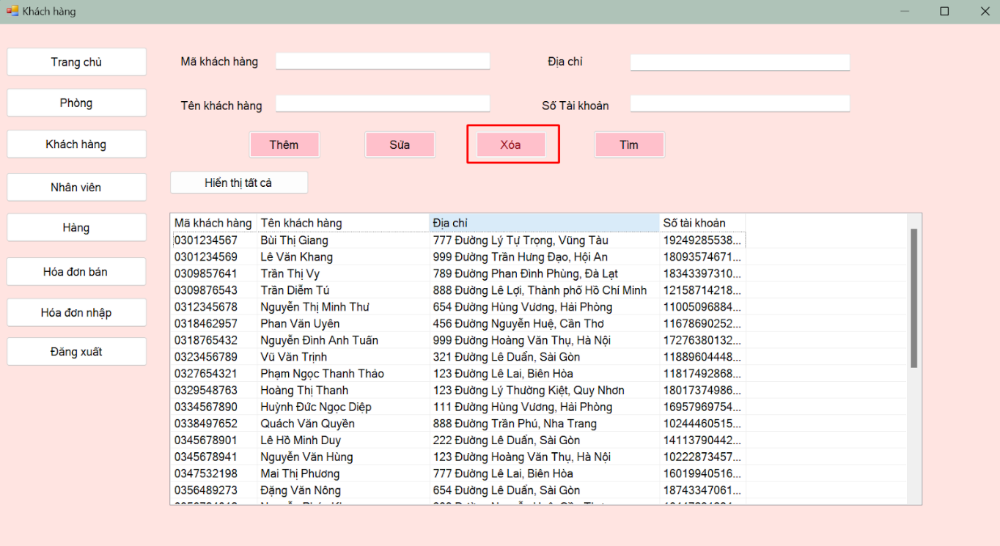 Khách hàng
Trang chủ
Phòng
Khách hàng
Nhân viên
Hàng
Hóa đơn bán
Hóa đơn nhập
Đăng xuất
Mã khách hàng
Địa chỉ
Tên khách hàng
Số Tài khoản
Thêm
Sửa
Xóa
Tìm
Hiển thị tất cả
Mã khách hàng Tên khách hàng Địa chỉ Số tài khoản
0301234567 Bùi Thị Giang 777 Đường Lý Tự Trọng, Vũng Tàu 19249285538...
0301234569 Lê Văn Khang 999 Đường Trần Hưng Đạo, Hội An 18093574671...
0309857641 Trần Thị Vy 789 Đường Phan Đình Phùng, Đà Lạt 18343397310...
0309876543 Trần Diễm Tú 888 Đường Lê Lợi, Thành phố Hồ Chí Minh 12158714218...
0312345678 Nguyễn Thị Minh Thư 654 Đường Hùng Vương, Hải Phòng 11005096884...
0318462957 Phan Văn Uyên 456 Đường Nguyễn Huệ, Cần Thơ 11678690252...
0318765432 Nguyễn Đình Anh Tuấn 999 Đường Hoàng Văn Thụ, Hà Nội 17276380132...
0323456789 Vũ Văn Trịnh 321 Đường Lê Duẩn, Sài Gòn 11889604448...
0327654321 Phạm Ngọc Thanh Thảo 123 Đường Lê Lai, Biên Hòa 11817492868...
0329548763 Hoàng Thị Thanh 123 Đường Lý Thường Kiệt, Quy Nhơn 18017374986...
0334567890 Huỳnh Đức Ngọc Diệp 111 Đường Hùng Vương, Hải Phòng 16957969754...
0338497652 Quách Văn Quyền 888 Đường Trần Phú, Nha Trang 10244460515...
0345678901 Lê Hồ Minh Duy 222 Đường Lê Duẩn, Sài Gòn 14113790442...
0345678941 Nguyễn Văn Hùng 123 Đường Hoàng Văn Thụ, Hà Nội 10222873457...
0347532198 Mai Thị Phương 777 Đường Lê Lai, Biên Hòa 16019940516...
0356489273 Đặng Văn Nông 654 Đường Lê Duẩn, Sài Gòn 18743347061...